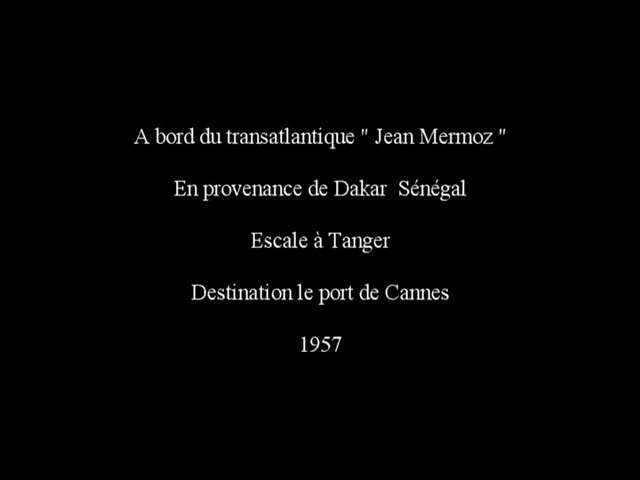 A bord du transatlantique " Jean Mermoz "
En provenance de Dakar  Sénégal
Escale à Tanger
Destination le port de Cannes
1957